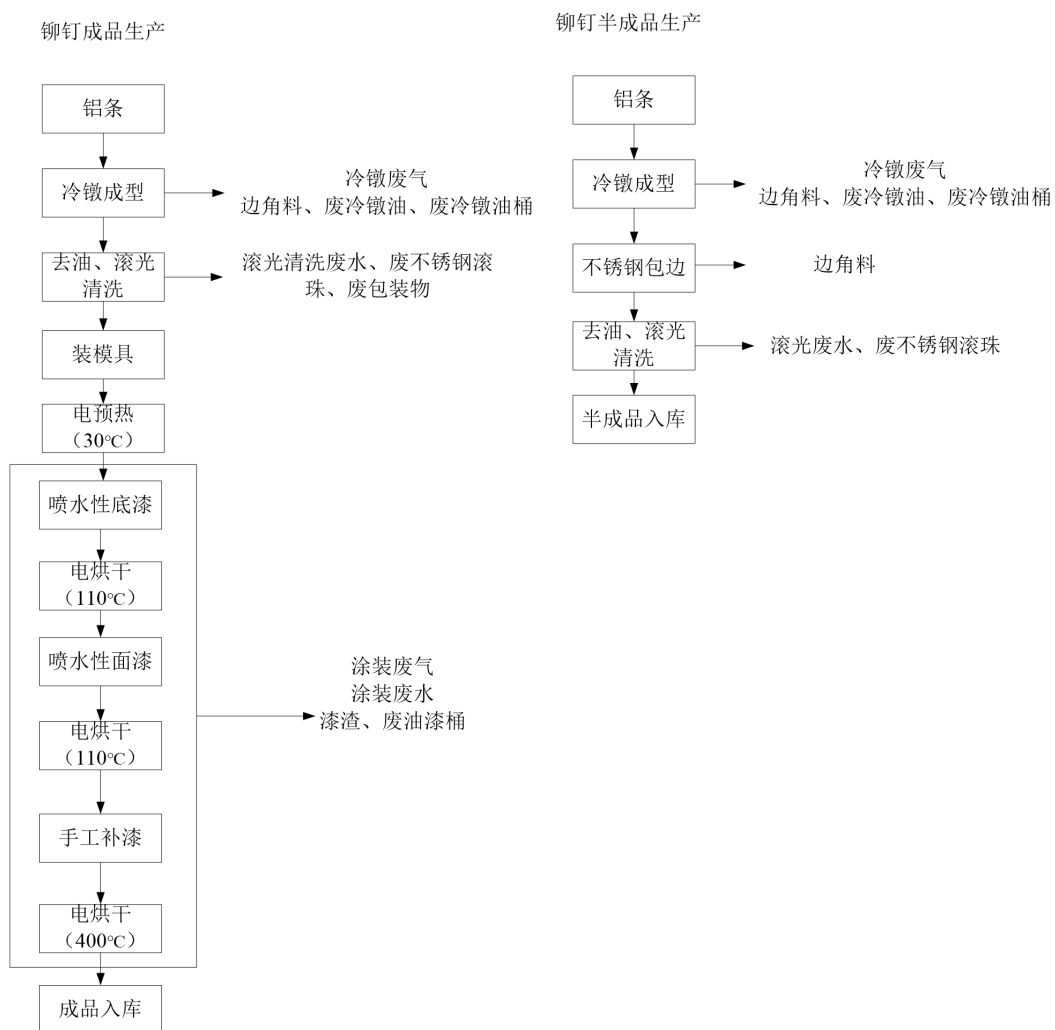 铆钉成品生产
铝条
冷镦成型
冷镦废气
边角料、废冷镦油、废冷镦油桶
去油、滚光
清洗
滚光清洗废水、废不锈钢滚
珠、废包装物
装模具
电预热
（30℃）
喷水性底漆
电烘干
（110℃）
喷水性面漆
电烘干
（110℃）
手工补漆
电烘干
（400℃）
涂装废气
涂装废水
漆渣、废油漆桶
成品入库
铆钉半成品生产
铝条
冷镦成型
冷镦废气
边角料、废冷镦油、废冷镦油桶
不锈钢包边
边角料
去油、滚光
清洗
滚光废水、废不锈钢滚珠
半成品入库